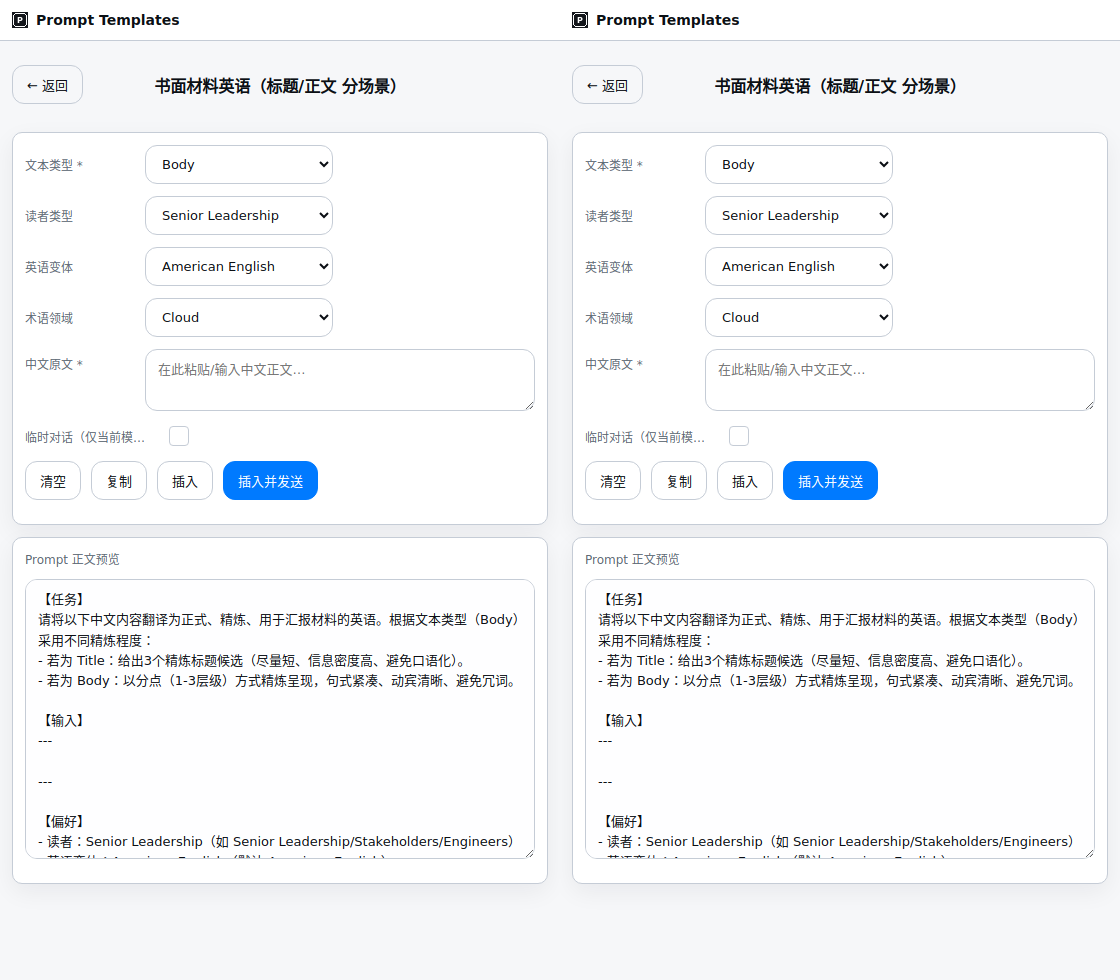 Prompt Templates
← 返回
书面材料英语（标题/正文 分场景）
文本类型 *
Body
读者类型
Senior Leadership
英语变体
American English
术语领域
Cloud
中文原文 *
在此粘贴/输入中文正文…
临时对话（仅当前模…
清空
复制
插入
插入并发送
Prompt 正文预览
【任务】
请将以下中文内容翻译为正式、精炼、用于汇报材料的英语。根据文本类型（Body）
采用不同精炼程度：
- 若为 Title：给出3个精炼标题候选（尽量短、信息密度高、避免口语化）。
- 若为 Body：以分点（1-3层级）方式精炼呈现，句式紧凑、动宾清晰、避免冗词。
【输入】
---
---
【偏好】
- 读者：Senior Leadership（如 Senior Leadership/Stakeholders/Engineers）
Prompt Templates
← 返回
书面材料英语（标题/正文 分场景）
文本类型 *
Body
读者类型
Senior Leadership
英语变体
American English
术语领域
Cloud
中文原文 *
在此粘贴/输入中文正文…
临时对话（仅当前模…
清空
复制
插入
插入并发送
Prompt 正文预览
【任务】
请将以下中文内容翻译为正式、精炼、用于汇报材料的英语。根据文本类型（Body）
采用不同精炼程度：
- 若为 Title：给出3个精炼标题候选（尽量短、信息密度高、避免口语化）。
- 若为 Body：以分点（1-3层级）方式精炼呈现，句式紧凑、动宾清晰、避免冗词。
【输入】
---
---
【偏好】
- 读者：Senior Leadership（如 Senior Leadership/Stakeholders/Engineers）